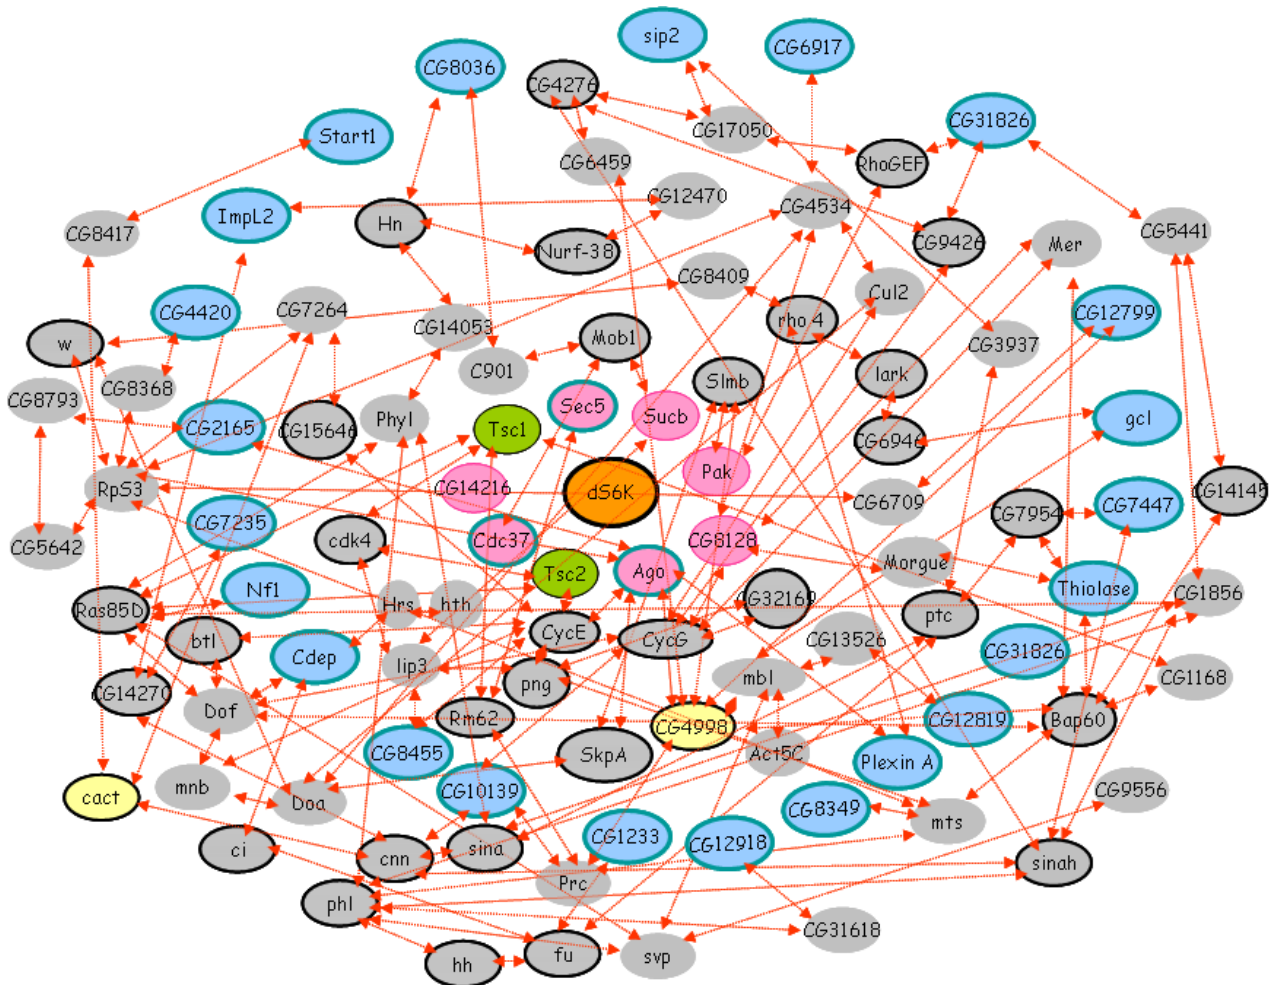 sip2
CG6917
CG8036
CG4276
CG31826
Start1
CG17050
CG6459
RhoGEF
CG12470
ImpL2
Hn
CG4534
CG8417
CG5441
Nurf-38
CG9426
Mer
CG8409
Cul2
CG4420
CG7264
CG12799
CG14053
rho 4
w
Mob1
CG3937
C901
Slmb
lark
CG8368
CG8793
Sec5
Sucb
CG2165
CG15646
Phyl
Tsc1
CG6946
gcl
Pak
RpS3
CG14216
dS6K
CG6709
CG14145
CG7954
CG7447
CG7235
cdk4
Cdc37
CG8128
CG5642
Tsc2
Ago
Morgue
Nf1
Thiolase
Ras85D
Hrs
hth
CG32169
CG1856
ptc
btl
CycE
CycG
CG13526
Cdep
lip3
CG31826
CG14270
png
mbl
CG1168
Dof
Rm62
CG4998
CG12819
Bap60
CG8455
SkpA
Act5C
Plexin A
mnb
cact
Doa
CG10139
CG9556
CG8349
mts
CG1233
CG12918
ci
cnn
sina
sinah
Prc
phl
CG31618
hh
fu
svp